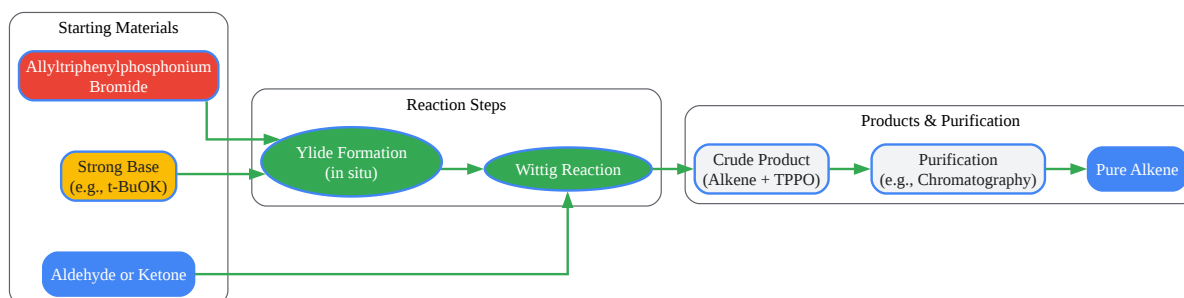 Starting Materials
Allyltriphenylphosphonium
Bromide
Strong Base
(e.g., t-BuOK)
Aldehyde or Ketone
Reaction Steps
Ylide Formation
(in situ)
Wittig Reaction
Products & Purification
Crude Product
(Alkene + TPPO)
Purification
(e.g., Chromatography)
Pure Alkene